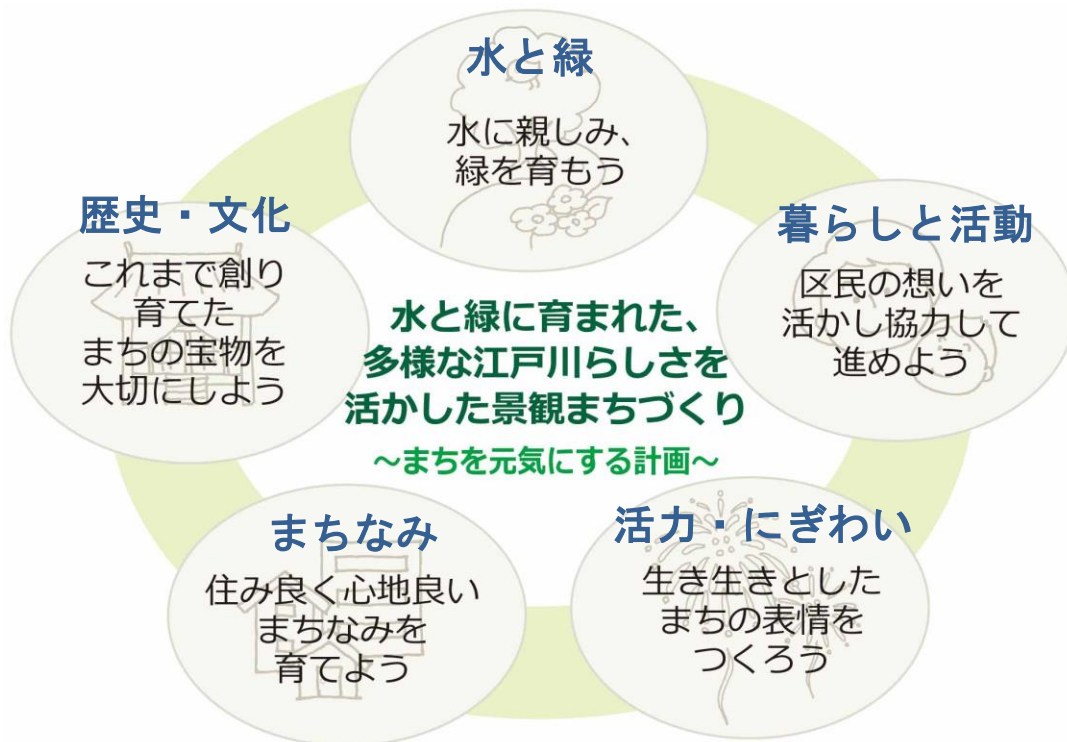 水と緑
水に親しみ、
緑を育もう
歴史・文化
これまで創り
育てた
まちの宝物を
大切にしよう
暮らしと活動
区民の想いを
活かし協力して
進めよう
水と緑に育まれた、
多様な江戸川らしさを
活かした景観まちづくり
～まちを元気にする計画～
まちなみ
住み良く心地良い
まちなみを
育てよう
活力・にぎわい
生き生きとした
まちの表情を
つくろう